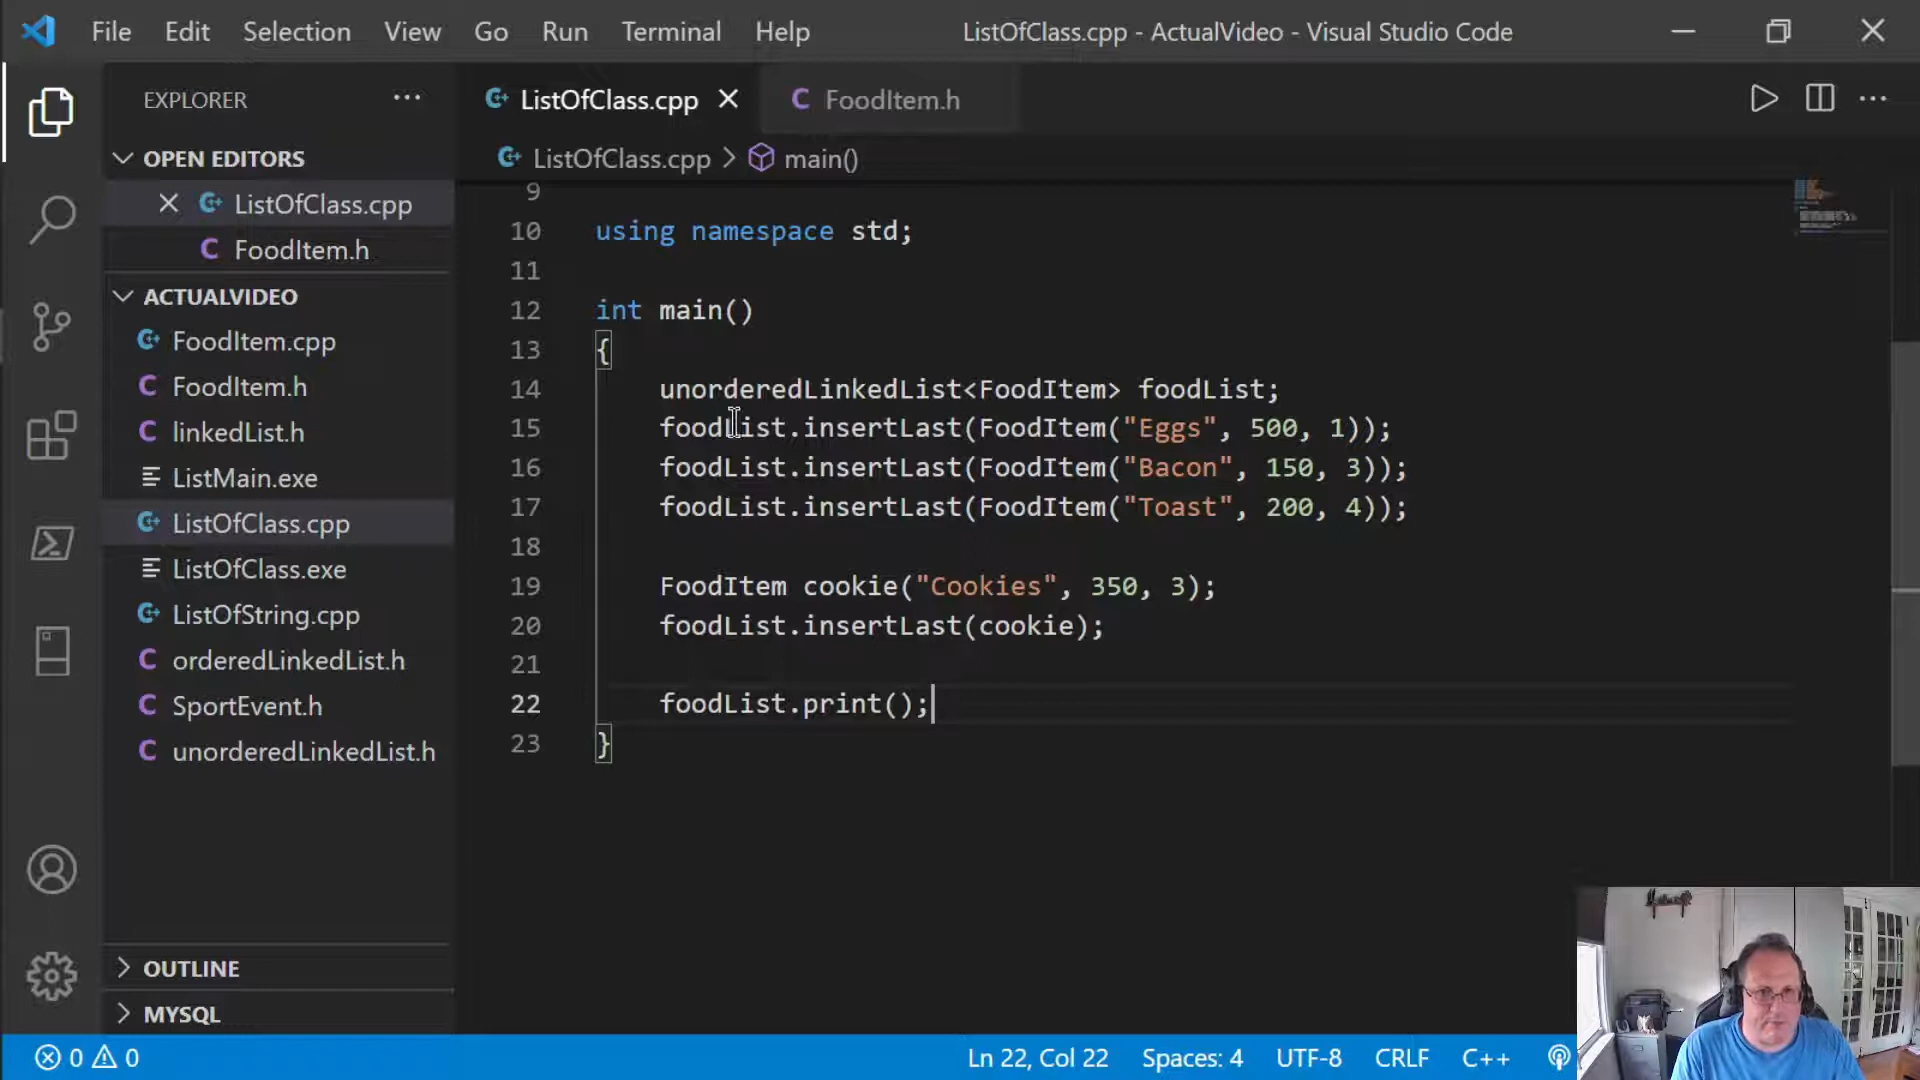 File Edit Selection View Go Run Terminal Help ListOfClass.cpp - ActualVideo - Visual Studio Code
EXPLORER
OPEN EDITORS
ListOfClass.cpp
FoodItem.h
ACTUALVIDEO
FoodItem.cpp
FoodItem.h
linkedList.h
ListMain.exe
ListOfClass.cpp
ListOfClass.exe
ListOfString.cpp
orderedLinkedList.h
SportEvent.h
unorderedLinkedList.h
OUTLINE
MYSQL
ListOfClass.cpp FoodItem.h
ListOfClass.cpp > main()
9
10 using namespace std;
11
12 int main()
13 {
14 unorderedLinkedList<FoodItem> foodList;
15 foodList.insertLast(FoodItem("Eggs", 500, 1));
16 foodList.insertLast(FoodItem("Bacon", 150, 3));
17 foodList.insertLast(FoodItem("Toast", 200, 4));
18
19 FoodItem cookie("Cookies", 350, 3);
20 foodList.insertLast(cookie);
21
22 foodList.print();
23 }
0 0 Ln 22, Col 22 Spaces: 4 UTF-8 CRLF C++